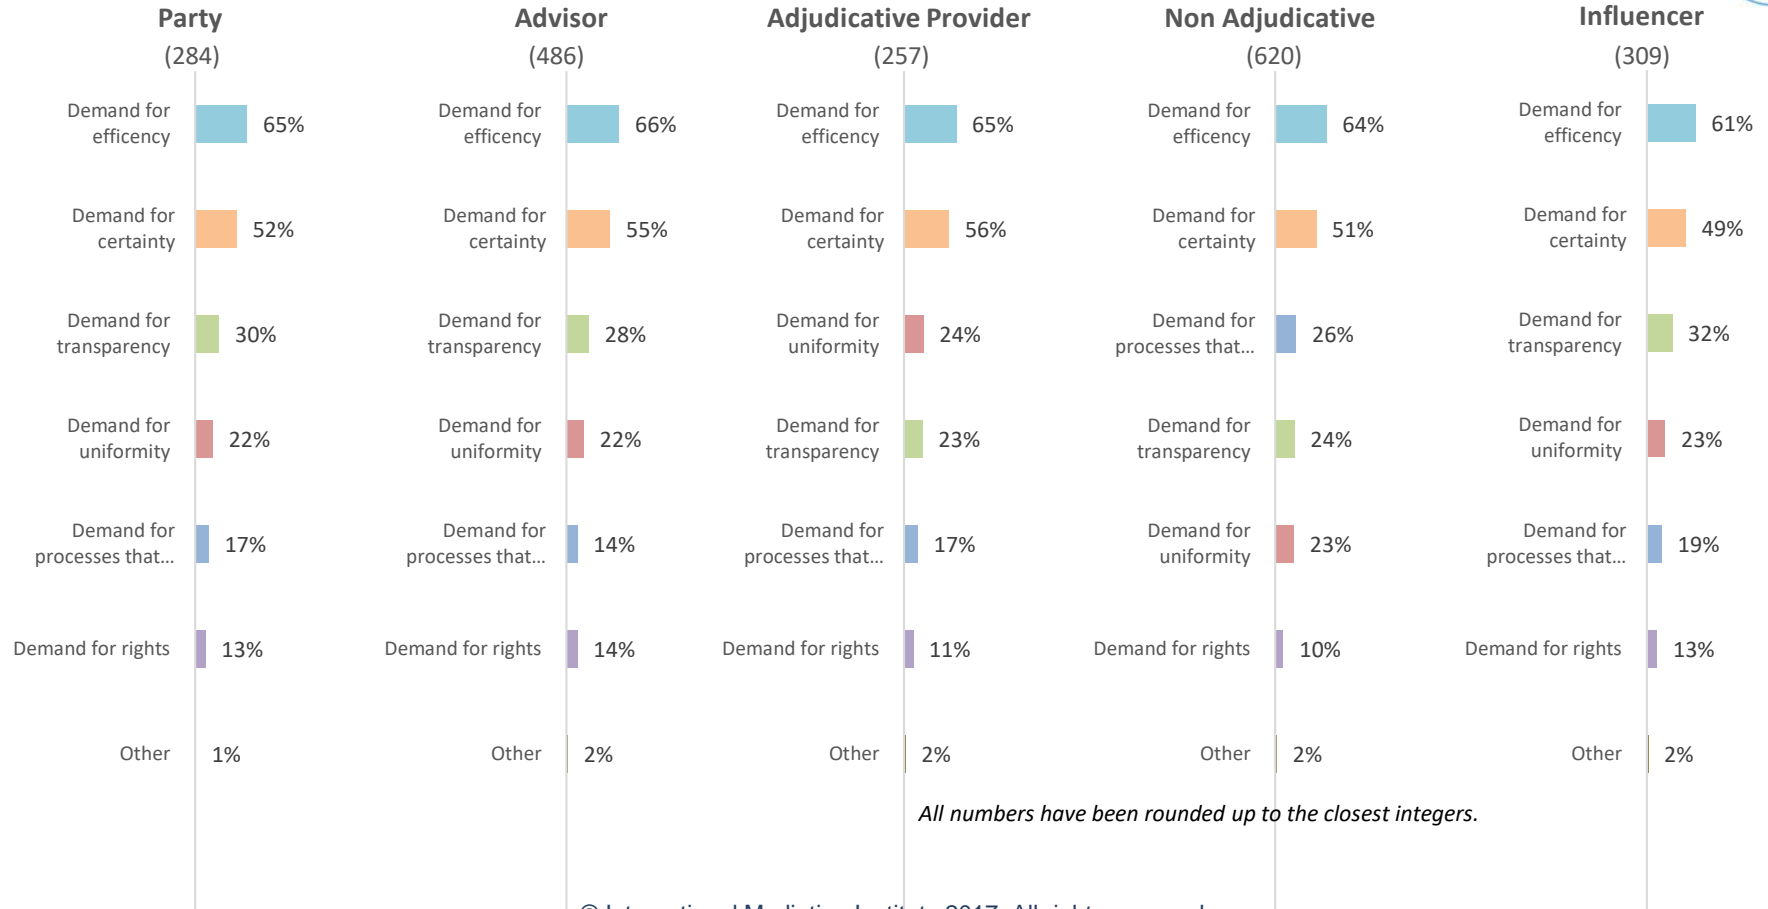 Party
(284)
Demand for
efficency
65%
Demand for
certainty
52%
Demand for
transparency
30%
Demand for
uniformity
22%
Demand for
processes that...
17%
Demand for rights
13%
Other
1%
Advisor
(486)
Demand for
efficency
66%
Demand for
certainty
55%
Demand for
transparency
28%
Demand for
uniformity
22%
Demand for
processes that...
14%
Demand for rights
14%
Other
2%
Adjudicative Provider
(257)
Demand for
efficency
65%
Demand for
certainty
56%
Demand for
uniformity
24%
Demand for
transparency
23%
Demand for
processes that...
17%
Demand for rights
11%
Other
2%
Non Adjudicative
(620)
Demand for
efficency
64%
Demand for
certainty
51%
Demand for
processes that...
26%
Demand for
transparency
24%
Demand for
uniformity
23%
Demand for rights
10%
Other
2%
Influencer
(309)
Demand for
efficency
61%
Demand for
certainty
49%
Demand for
transparency
32%
Demand for
uniformity
23%
Demand for
processes that...
19%
Demand for rights
13%
Other
2%
All numbers have been rounded up to the closest integers.
© International Mediation Institute 2017. All rights reserved